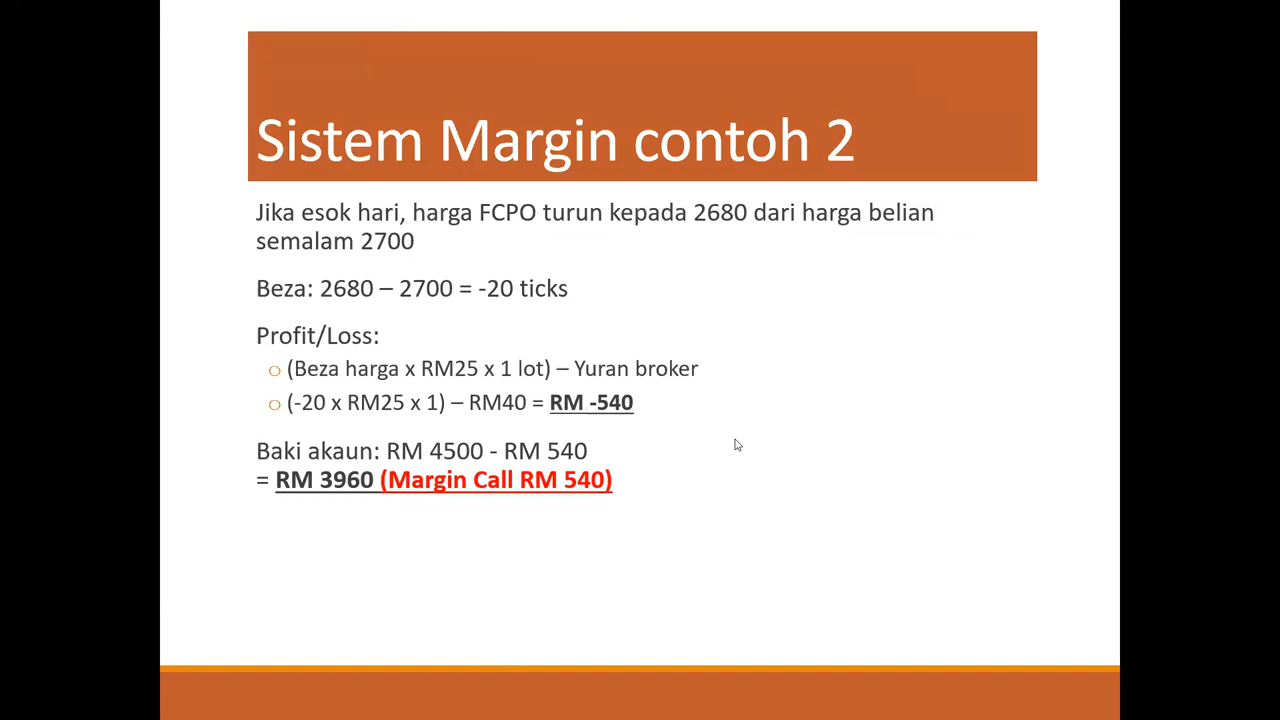 Sistem Margin contoh 2
Jika esok hari, harga FCPO turun kepada 2680 dari harga belian
semalam 2700
Beza: 2680 – 2700 = -20 ticks
Profit/Loss:
(Beza harga x RM25 x 1 lot) – Yuran broker
(-20 x RM25 x 1) – RM40 = RM -540
Baki akaun: RM 4500 - RM 540
= RM 3960 (Margin Call RM 540)